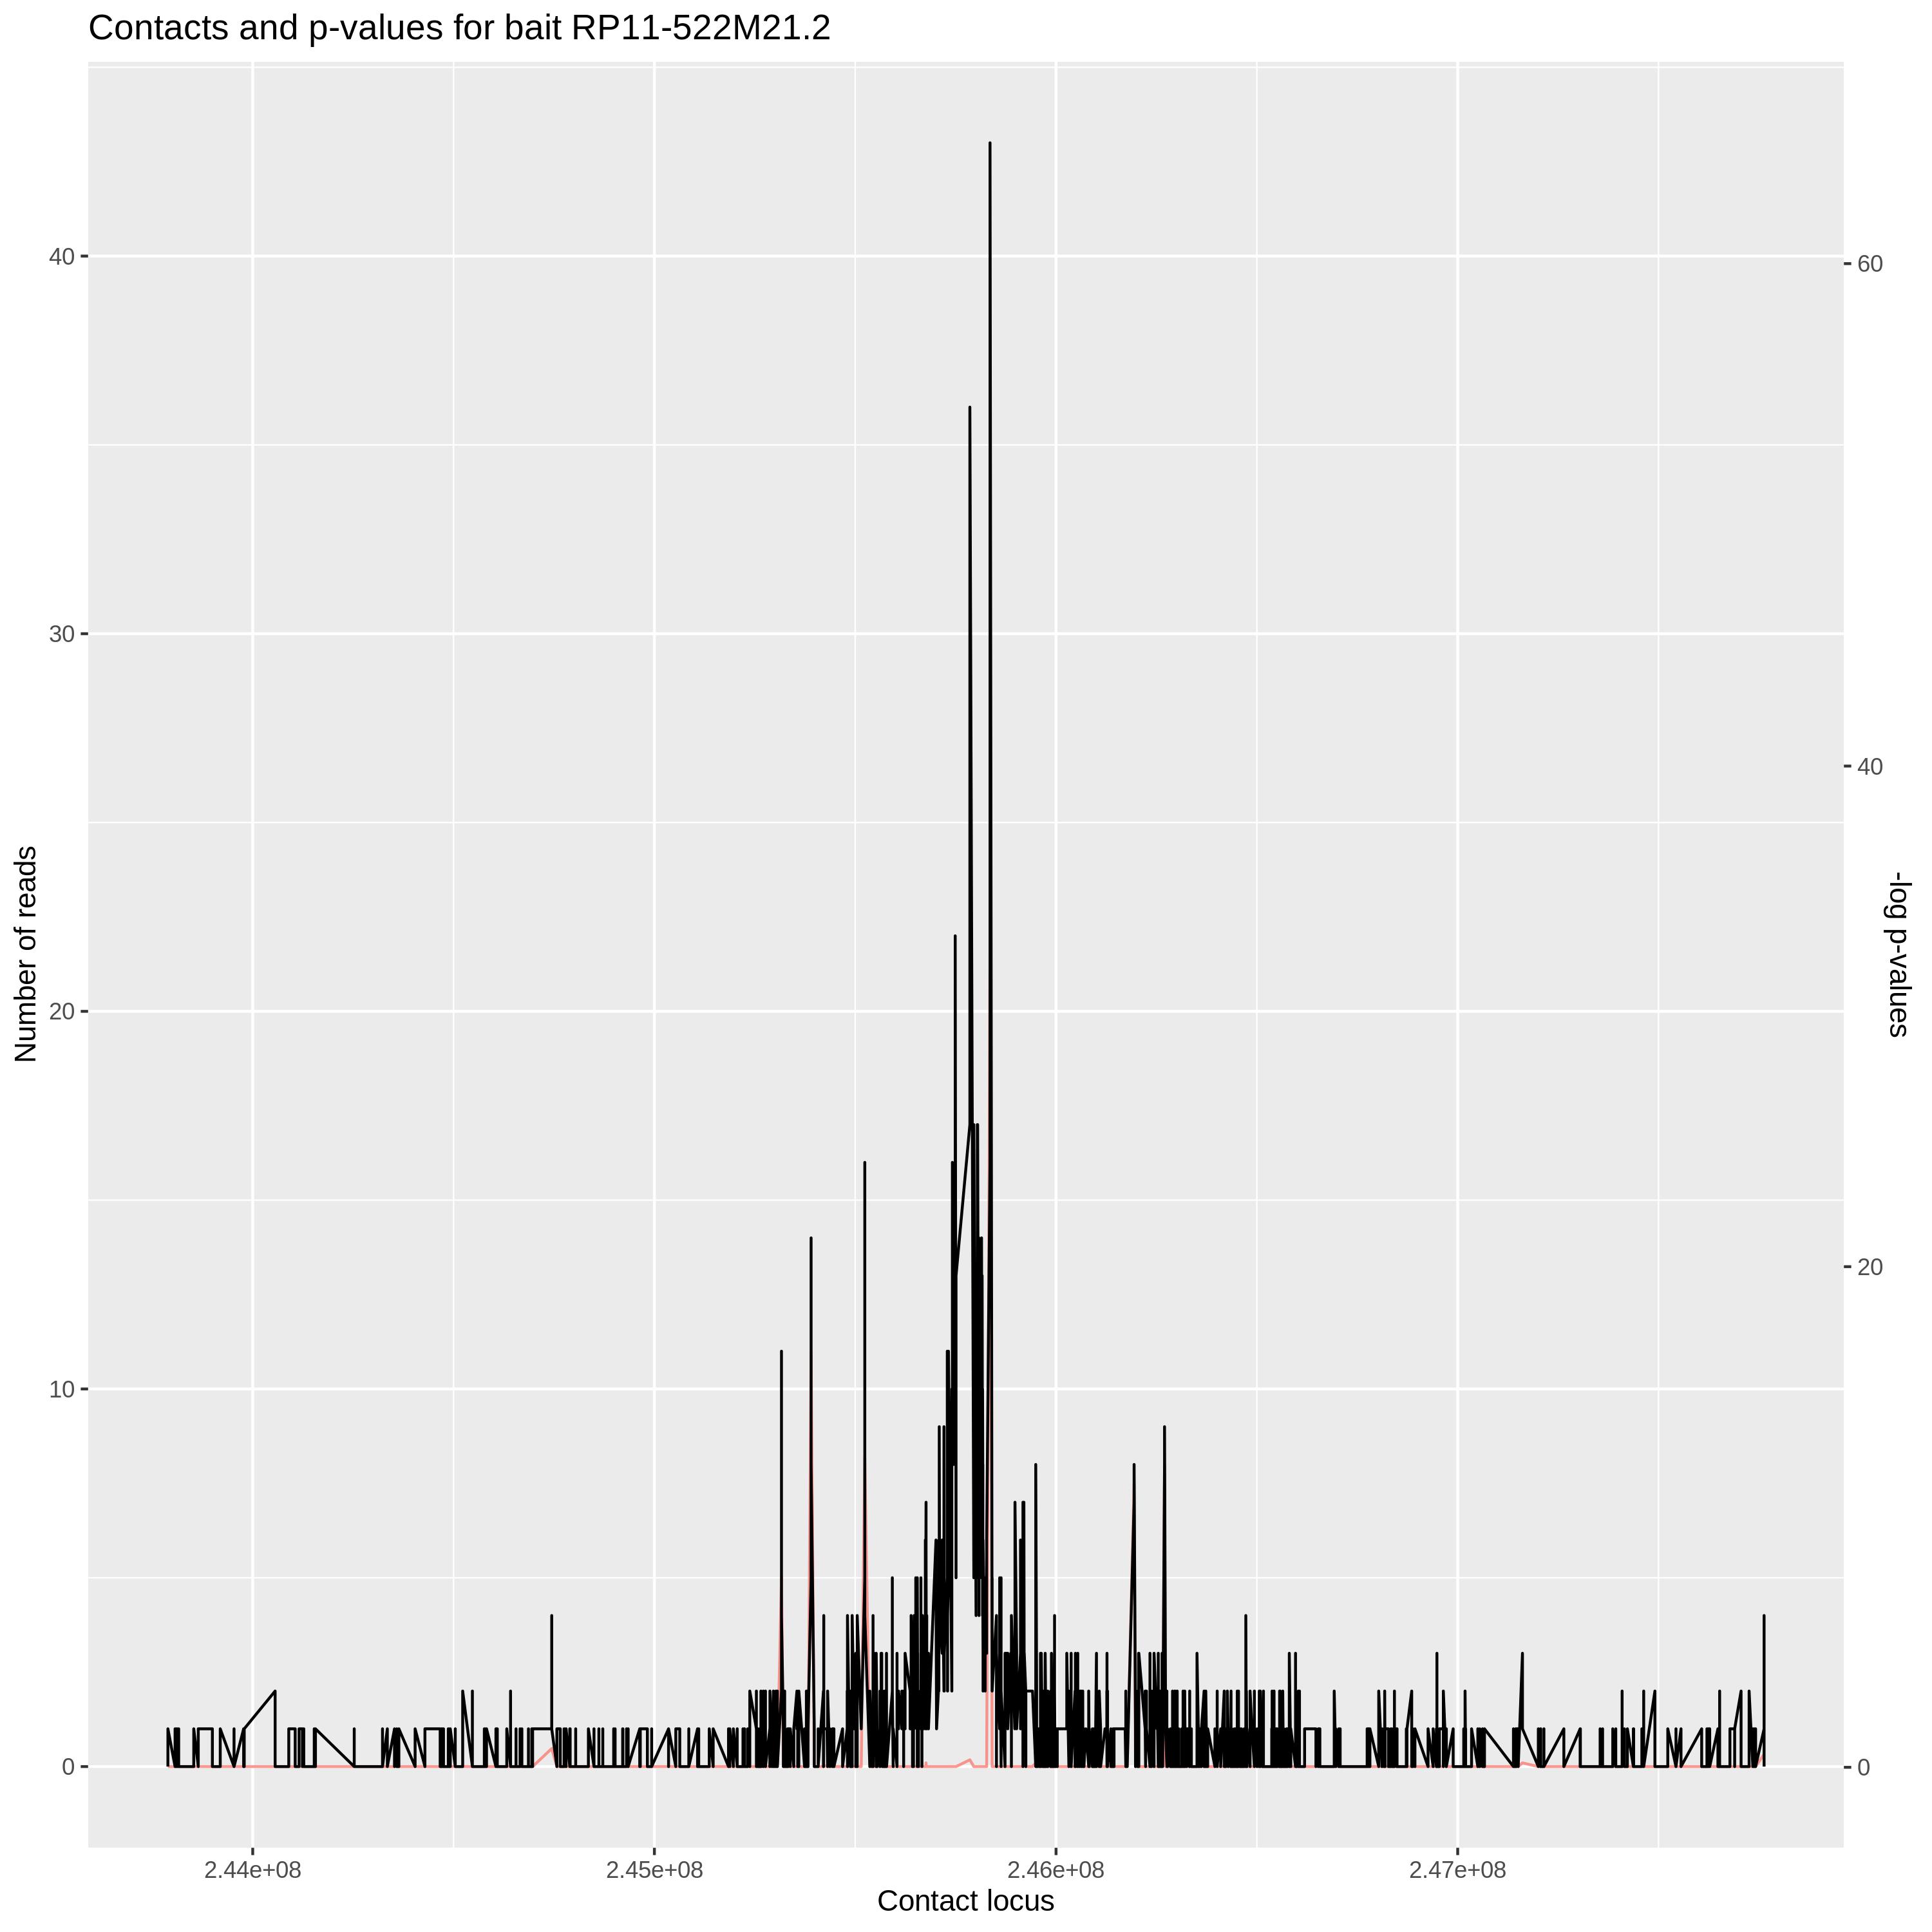 Contacts and p-values for bait RP11-522M21.2
40
30
20
10
0
60
40
20
0
Number of reads
-log p-values
2.44e+08
2.45e+08
2.46e+08
2.47e+08
Contact locus